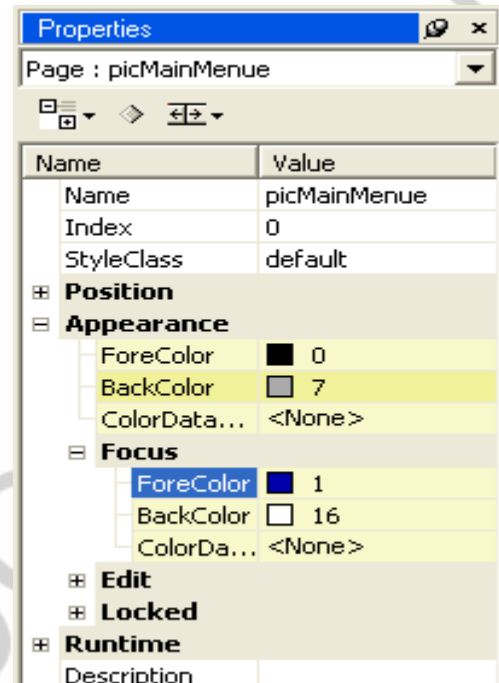 Properties
Page : picMainMenue
Name Value
Name picMainMenue
Index 0
StyleClass default
Position
Appearance
ForeColor 0
BackColor 7
ColorData... <None>
Focus
ForeColor 1
BackColor 16
ColorDa... <None>
Edit
Locked
Runtime
Description